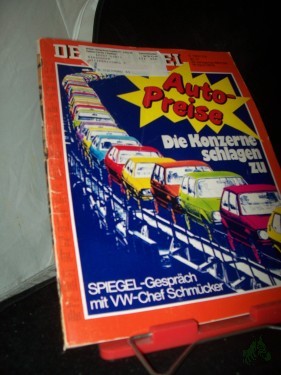 Auto-
Preise
Die Konzerne
schlagen
zu
SPIEGEL-Gespräch
mit VW-Chef Schmücker